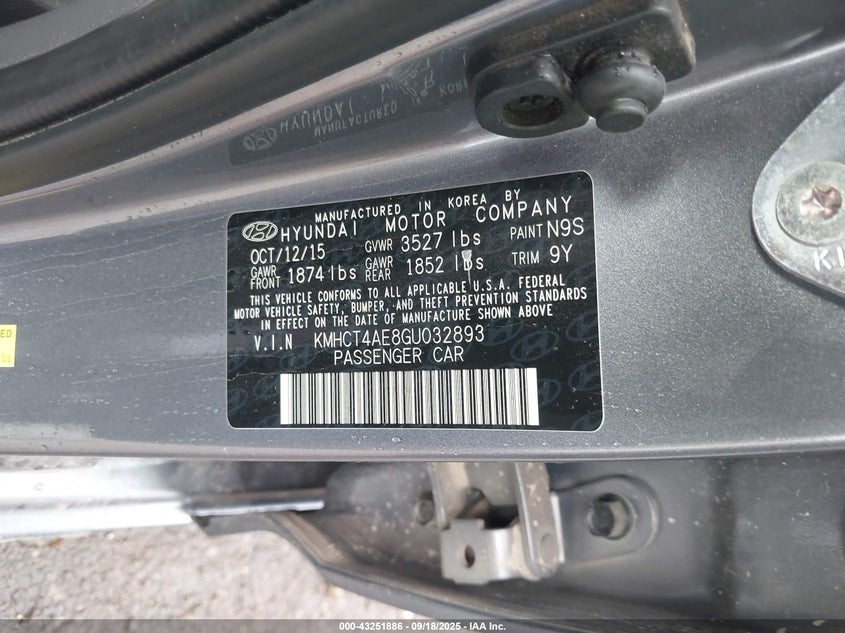 MANUFACTURED IN KOREA BY
HYUNDAI MOTOR COMPANY
OCT/12/15 GVWR 3527 lbs PAINT N9S
GAWR FRONT 1874 lbs GAWR REAR 1852 lbs TRIM 9Y
THIS VEHICLE CONFORMS TO ALL APPLICABLE U.S.A. FEDERAL
MOTOR VEHICLE SAFETY, BUMPER, AND THEFT PREVENTION STANDARDS
IN EFFECT ON THE DATE OF MANUFACTURE SHOWN ABOVE
V.I.N KMHCT4AE8GU032893
PASSENGER CAR
000-43251886 - 09/18/2025 - IAA Inc.